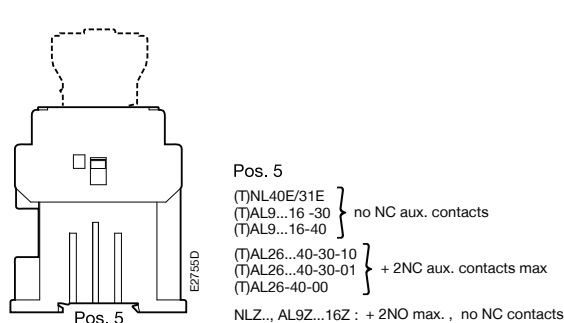 Pos. 5
(T)NL40E/31E
(T)AL9...16 -30
(T)AL9...16-40
no NC aux. contacts
(T)AL26...40-30-10
(T)AL26...40-30-01
(T)AL26-40-00
+ 2NC aux. contacts max
NLZ.., AL9Z...16Z : + 2NO max. , no NC contacts
E2755D
Pos. 5